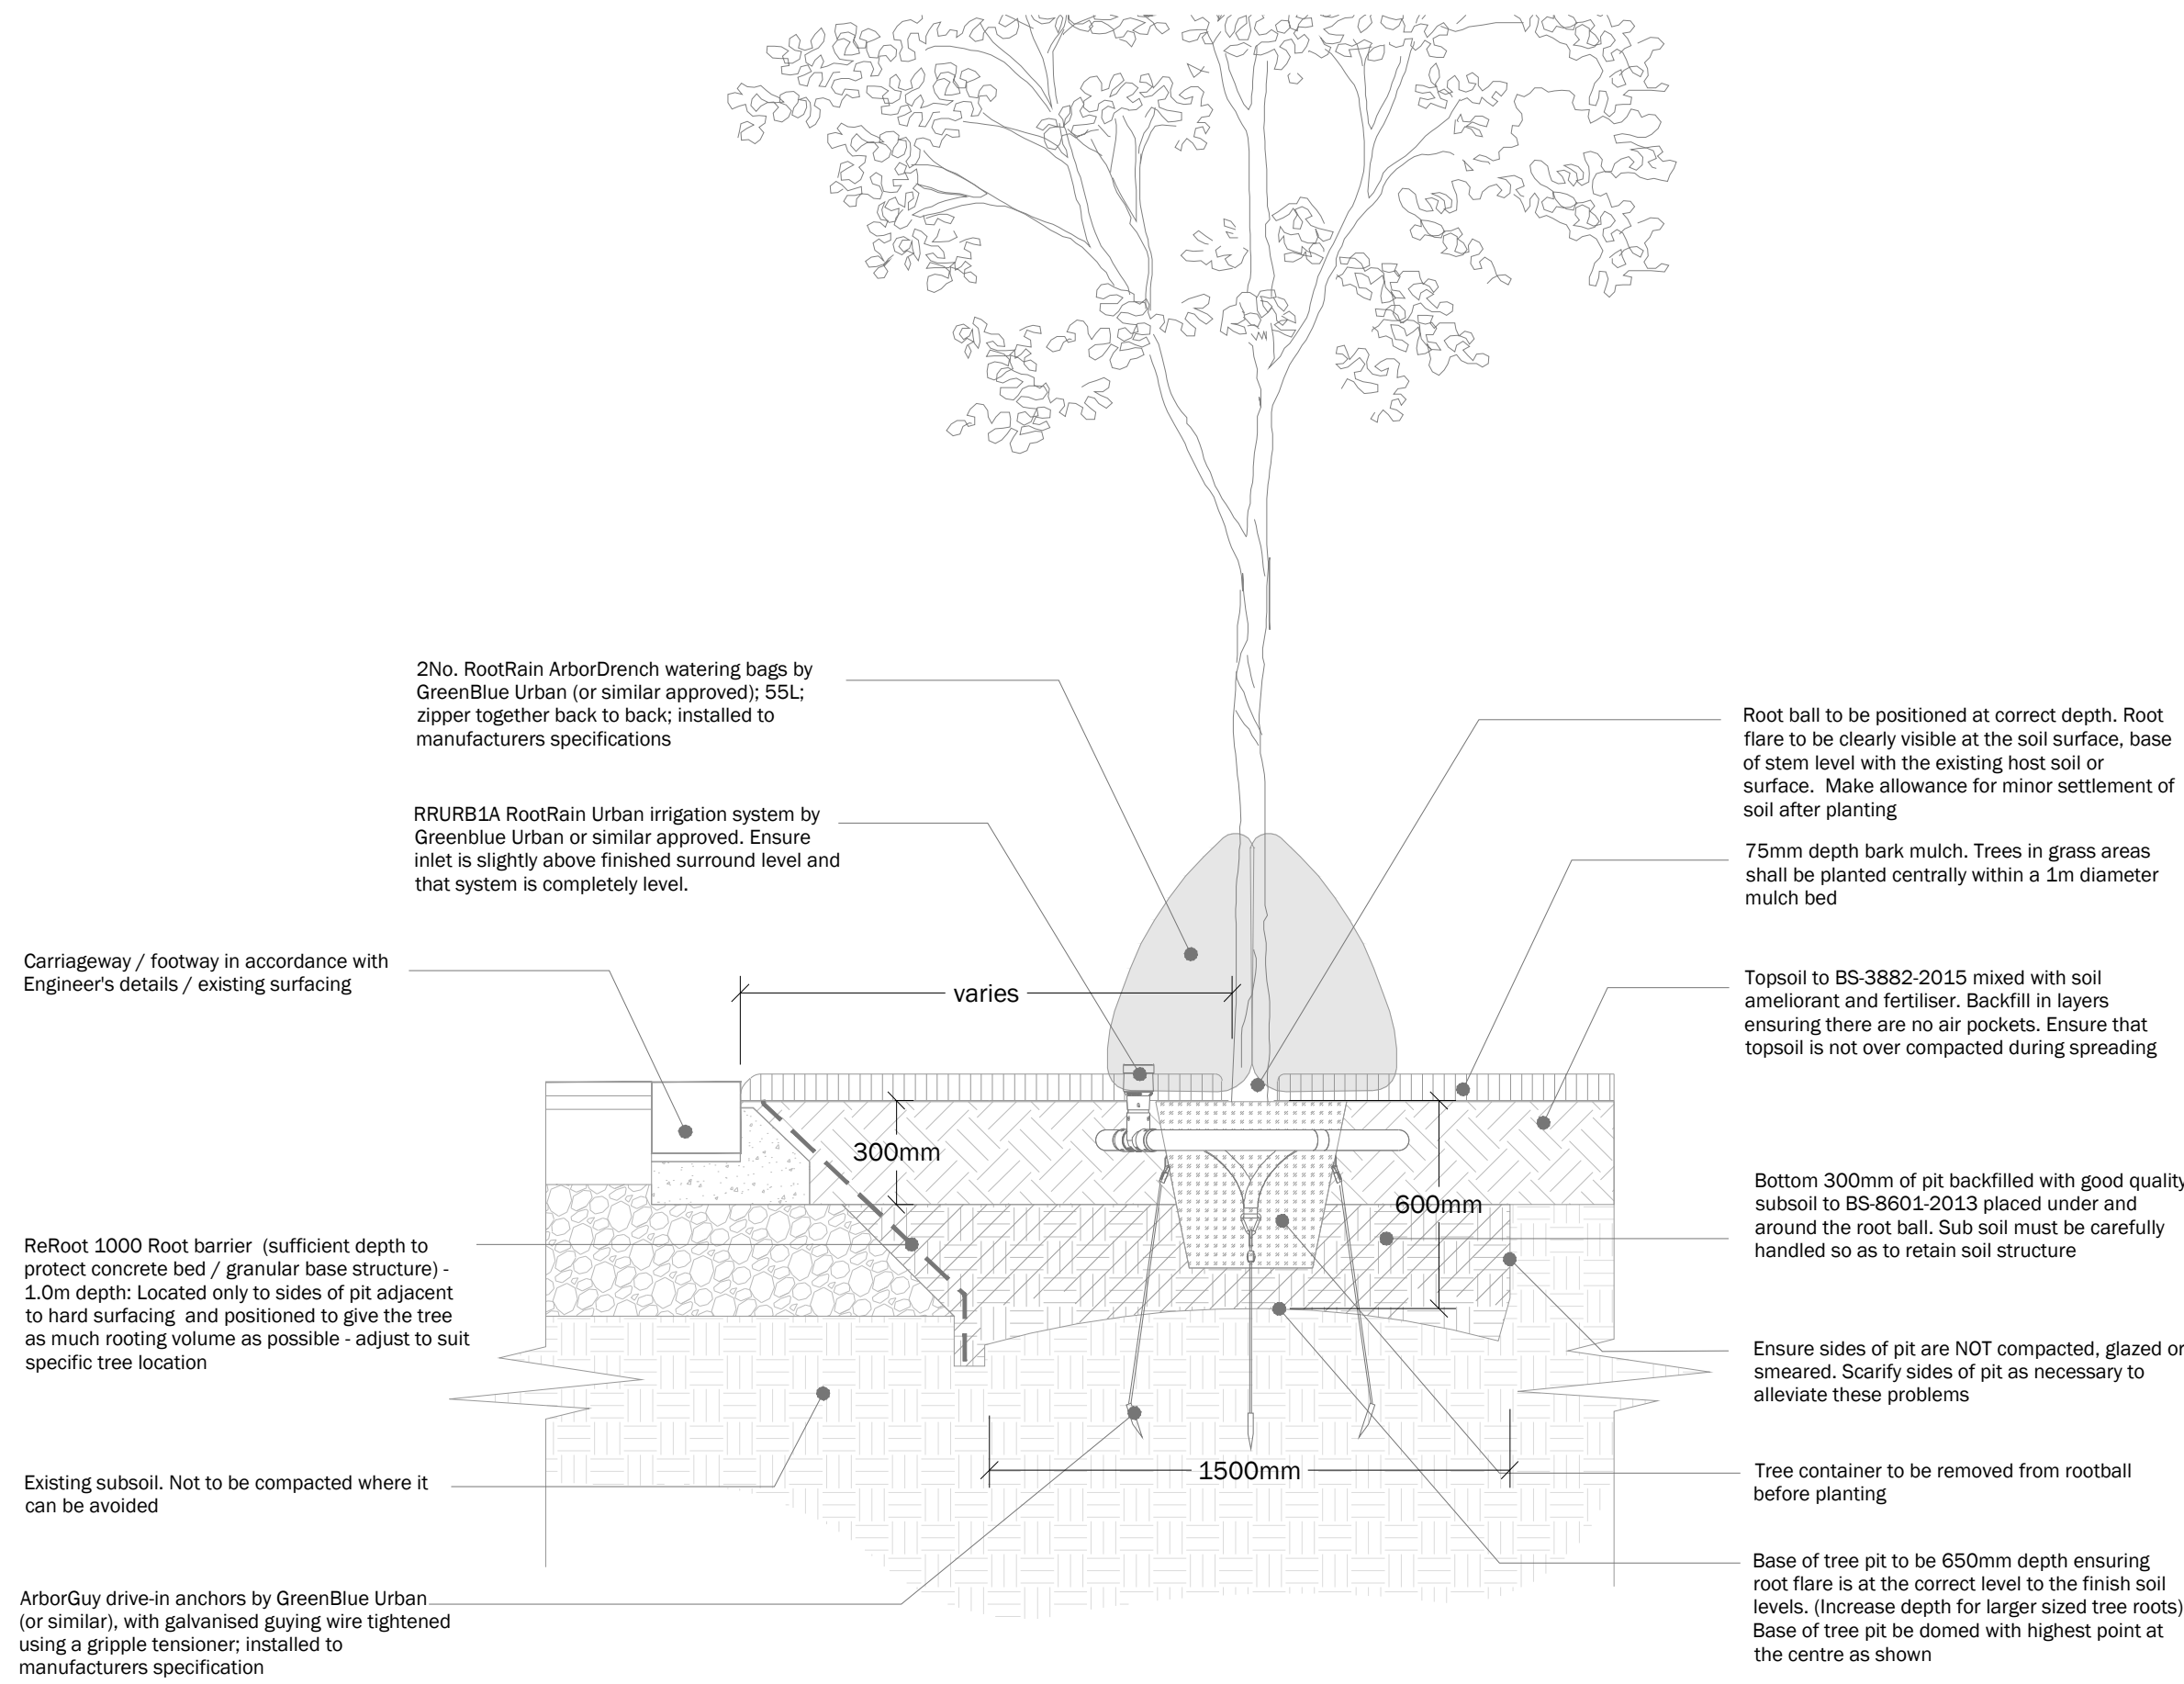 2No. RootRain ArborDrench watering bags by
GreenBlue Urban (or similar approved); 55L;
zipper together back to back; installed to
manufacturers specifications
RRURB1A RootRain Urban irrigation system by
Greenblue Urban or similar approved. Ensure
inlet is slightly above finished surround level and
that system is completely level.
Carriageway / footway in accordance with
Engineer's details / existing surfacing
ReRoot 1000 Root barrier (sufficient depth to
protect concrete bed / granular base structure) -
1.0m depth: Located only to sides of pit adjacent
to hard surfacing and positioned to give the tree
as much rooting volume as possible - adjust to suit
specific tree location
Existing subsoil. Not to be compacted where it
can be avoided
ArborGuy drive-in anchors by GreenBlue Urban
(or similar), with galvanised guying wire tightened
using a gripple tensioner; installed to
manufacturers specification
varies
300mm
600mm
1500mm
Root ball to be positioned at correct depth. Root
flare to be clearly visible at the soil surface, base
of stem level with the existing host soil or
surface. Make allowance for minor settlement of
soil after planting
75mm depth bark mulch. Trees in grass areas
shall be planted centrally within a 1m diameter
mulch bed
Topsoil to BS-3882-2015 mixed with soil
ameliorant and fertiliser. Backfill in layers
ensuring there are no air pockets. Ensure that
topsoil is not over compacted during spreading
Bottom 300mm of pit backfilled with good quality
subsoil to BS-8601-2013 placed under and
around the root ball. Sub soil must be carefully
handled so as to retain soil structure
Ensure sides of pit are NOT compacted, glazed or
smeared. Scarify sides of pit as necessary to
alleviate these problems
Tree container to be removed from rootball
before planting
Base of tree pit to be 650mm depth ensuring
root flare is at the correct level to the finish soil
levels. (Increase depth for larger sized tree roots)
Base of tree pit be domed with highest point at
the centre as shown